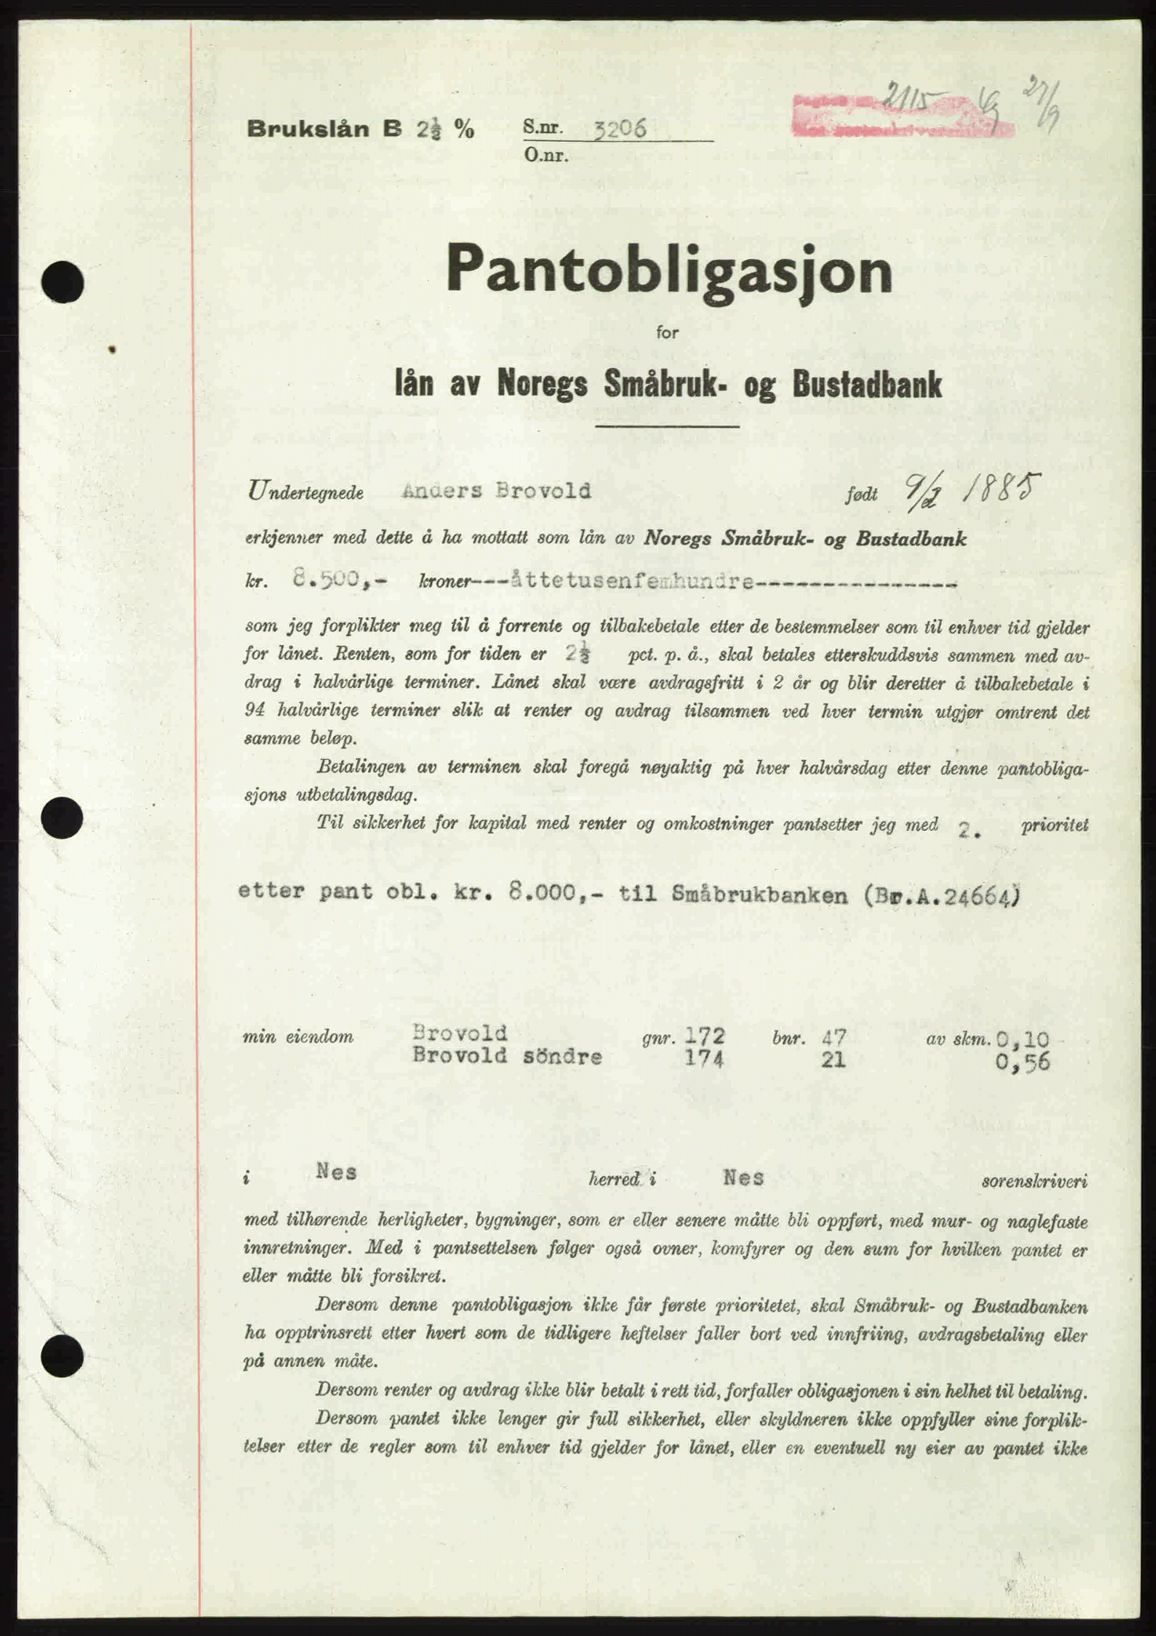 2115 27/9
Brukslån B 2½ % S.nr. 3206
O.nr.
Pantobligasjon
for
lån av Noregs Småbruk- og Bustadbank
Undertegnede Anders Brovold født 9/2 1885
erkjenner med dette å ha mottatt som lån av Noregs Småbruk- og Bustadbank
kr. 8.500,- kroner---åttetusenfemhundre----------------
som jeg forplikter meg til å forrente og tilbakebetale etter de bestemmelser som til enhver tid gjelder
for lånet. Renten, som for tiden er 2½ pct. p. å., skal betales etterskuddsvis sammen med av-
drag i halvårlige terminer. Lånet skal være avdragsfritt i 2 år og blir deretter å tilbakebetale i
94 halvårlige terminer slik at renter og avdrag tilsammen ved hver termin utgjør omtrent det
samme beløp.
Betalingen av terminen skal foregå nøyaktig på hver halvårsdag etter denne pantobliga-
sjons utbetalingsdag.
Til sikkerhet for kapital med renter og omkostninger pantsetter jeg med 2. prioritet
etter pant obl. kr. 8.000,- til Småbrukbanken (Br.A.24664)
min eiendom Brovold gnr. 172 bnr. 47 av skm. 0,10
Brovold söndre 174 21 0,56
i Nes herred i Nes sorenskriveri
med tilhørende herligheter, bygninger, som er eller senere måtte bli oppført, med mur- og naglefaste
innretninger. Med i pantsettelsen følger også ovner, komfyrer og den sum for hvilken pantet er
eller måtte bli forsikret.
Dersom denne pantobligasjon ikke får første prioritetet, skal Småbruk- og Bustadbanken
ha opptrinsrett etter hvert som de tidligere heftelser faller bort ved innfriing, avdragsbetaling eller
på annen måte.
Dersom renter og avdrag ikke blir betalt i rett tid, forfaller obligasjonen i sin helhet til betaling.
Dersom pantet ikke lenger gir full sikkerhet, eller skyldneren ikke oppfyller sine forplik-
telser etter de regler som til enhver tid gjelder for lånet, eller en eventuell ny eier av pantet ikke